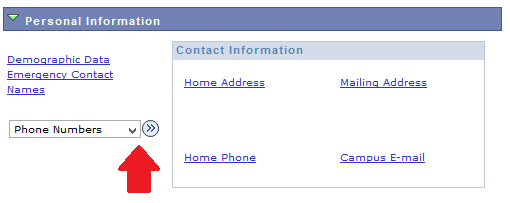 Personal Information
Contact Information
Demographic Data
Emergency Contact
Names
Home Address
Mailing Address
Phone Numbers
Home Phone
Campus E-mail